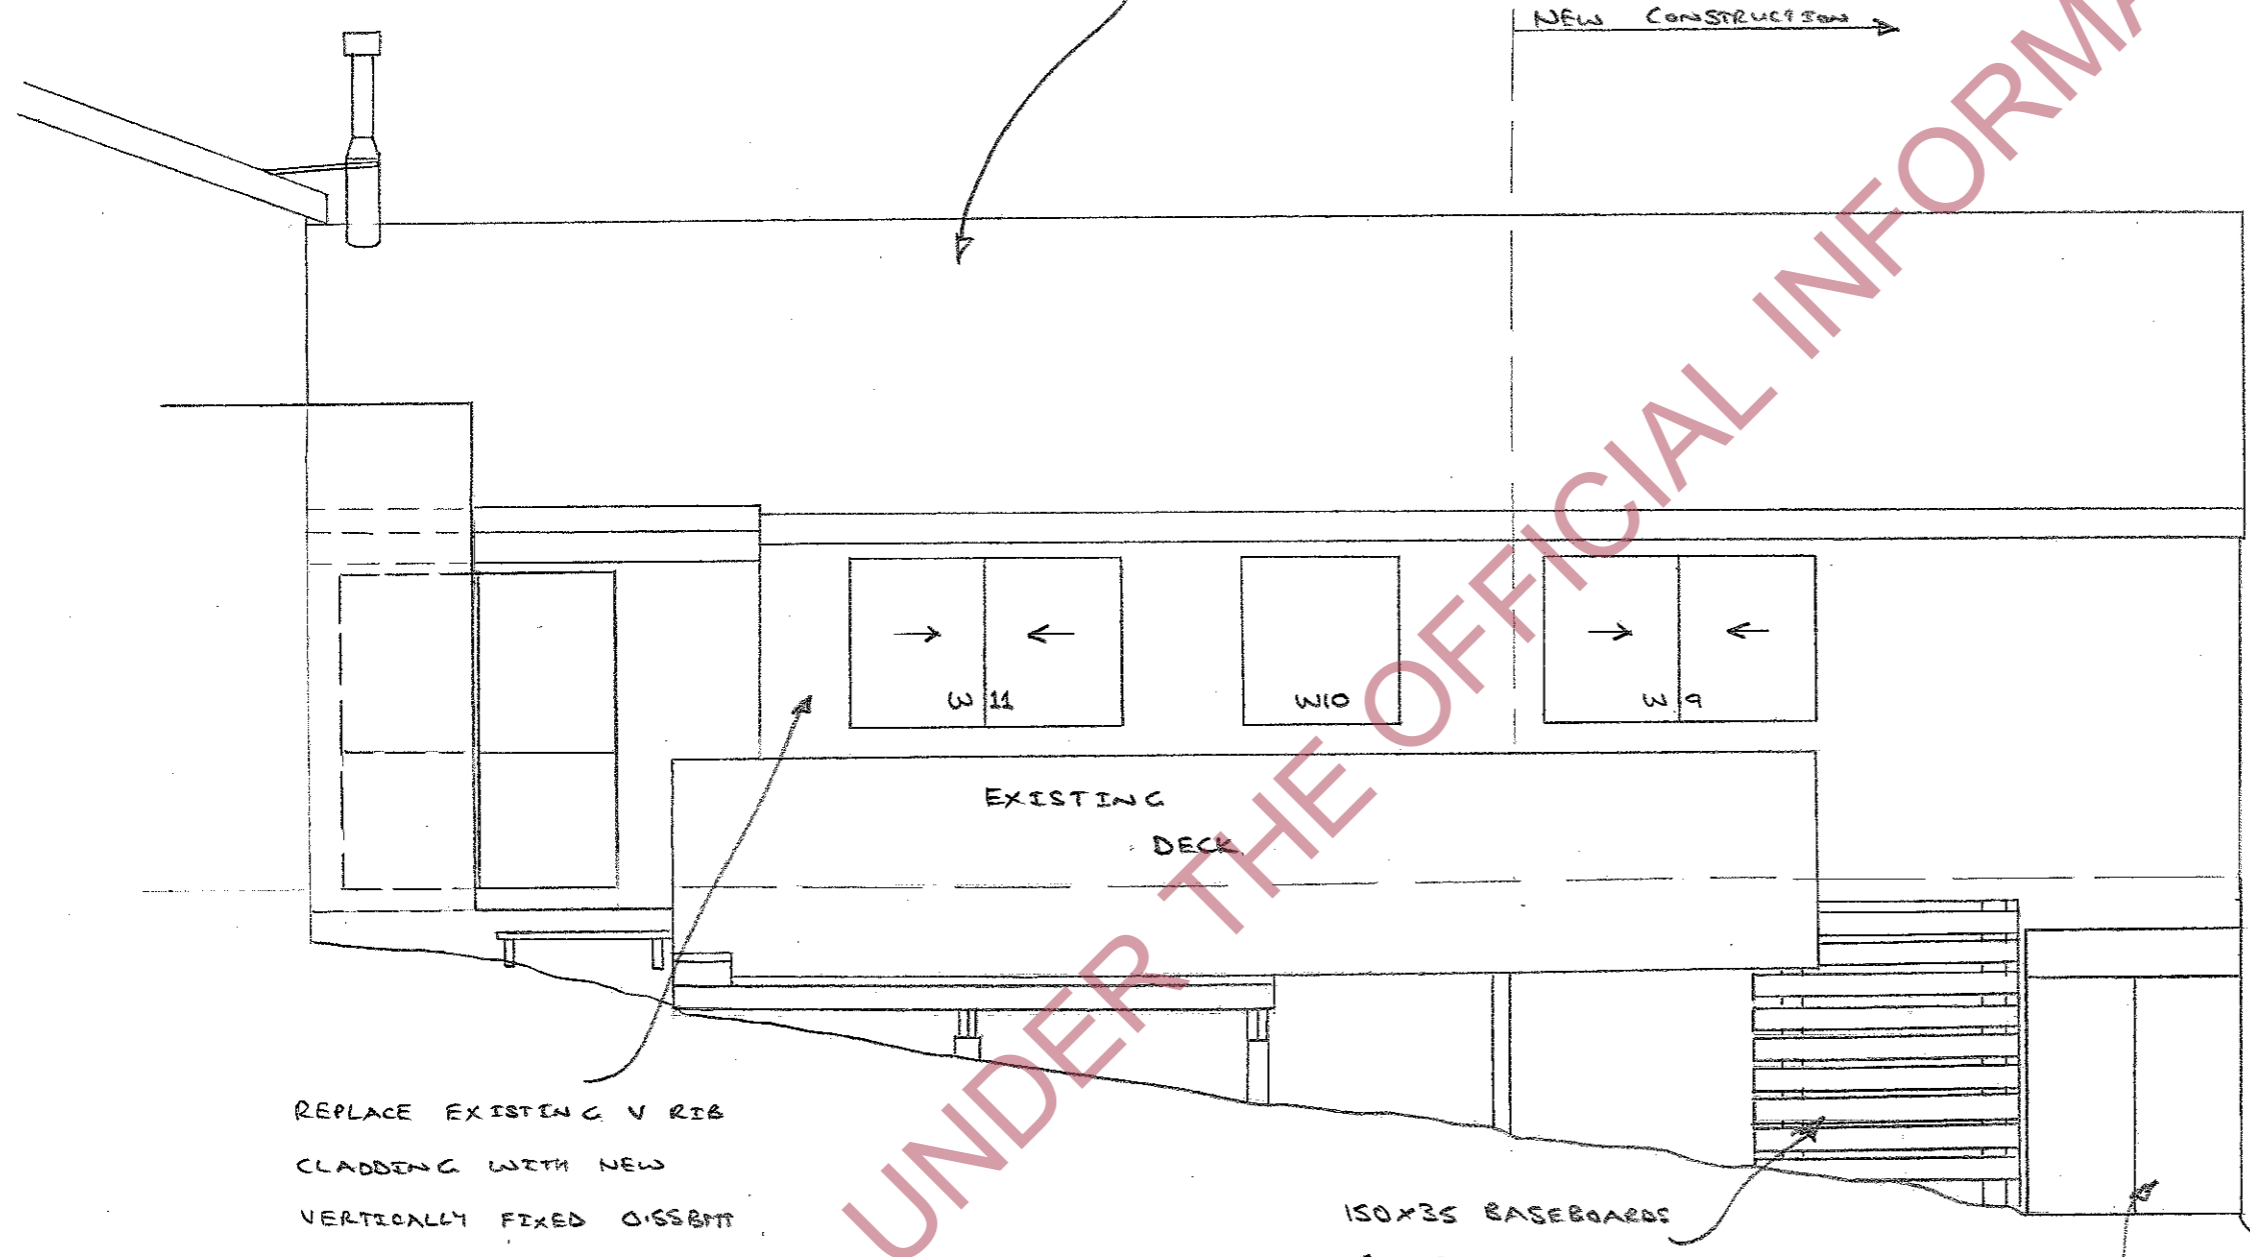 NEW CONSTRUCTION
W 11
W10
W 9
EXISTING
DECK
REPLACE EXISTING V RIB
CLADDING WITH NEW
VERTICALLY FIXED 0.55BMT
150x35 BASEBOARDS
UNDER THE OFFICIAL INFORMA